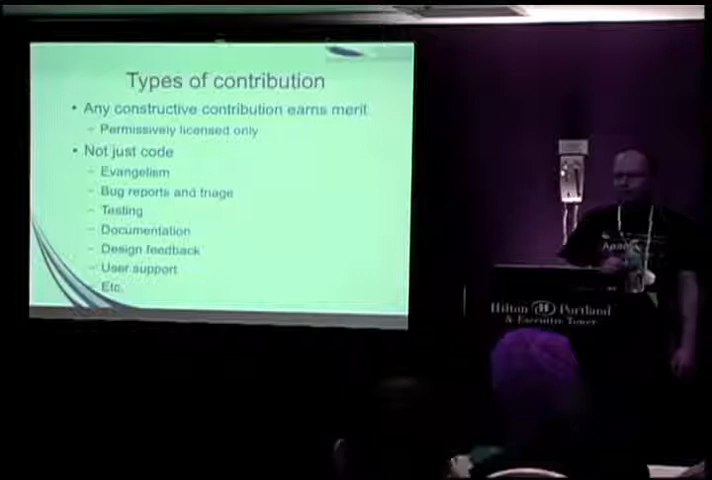 Types of contribution
• Any constructive contribution earns merit
– Permissively licensed only
• Not just code
– Evangelism
– Bug reports and triage
– Testing
– Documentation
– Design feedback
– User support
– Etc.
Hilton H Portland
& Executive Tower